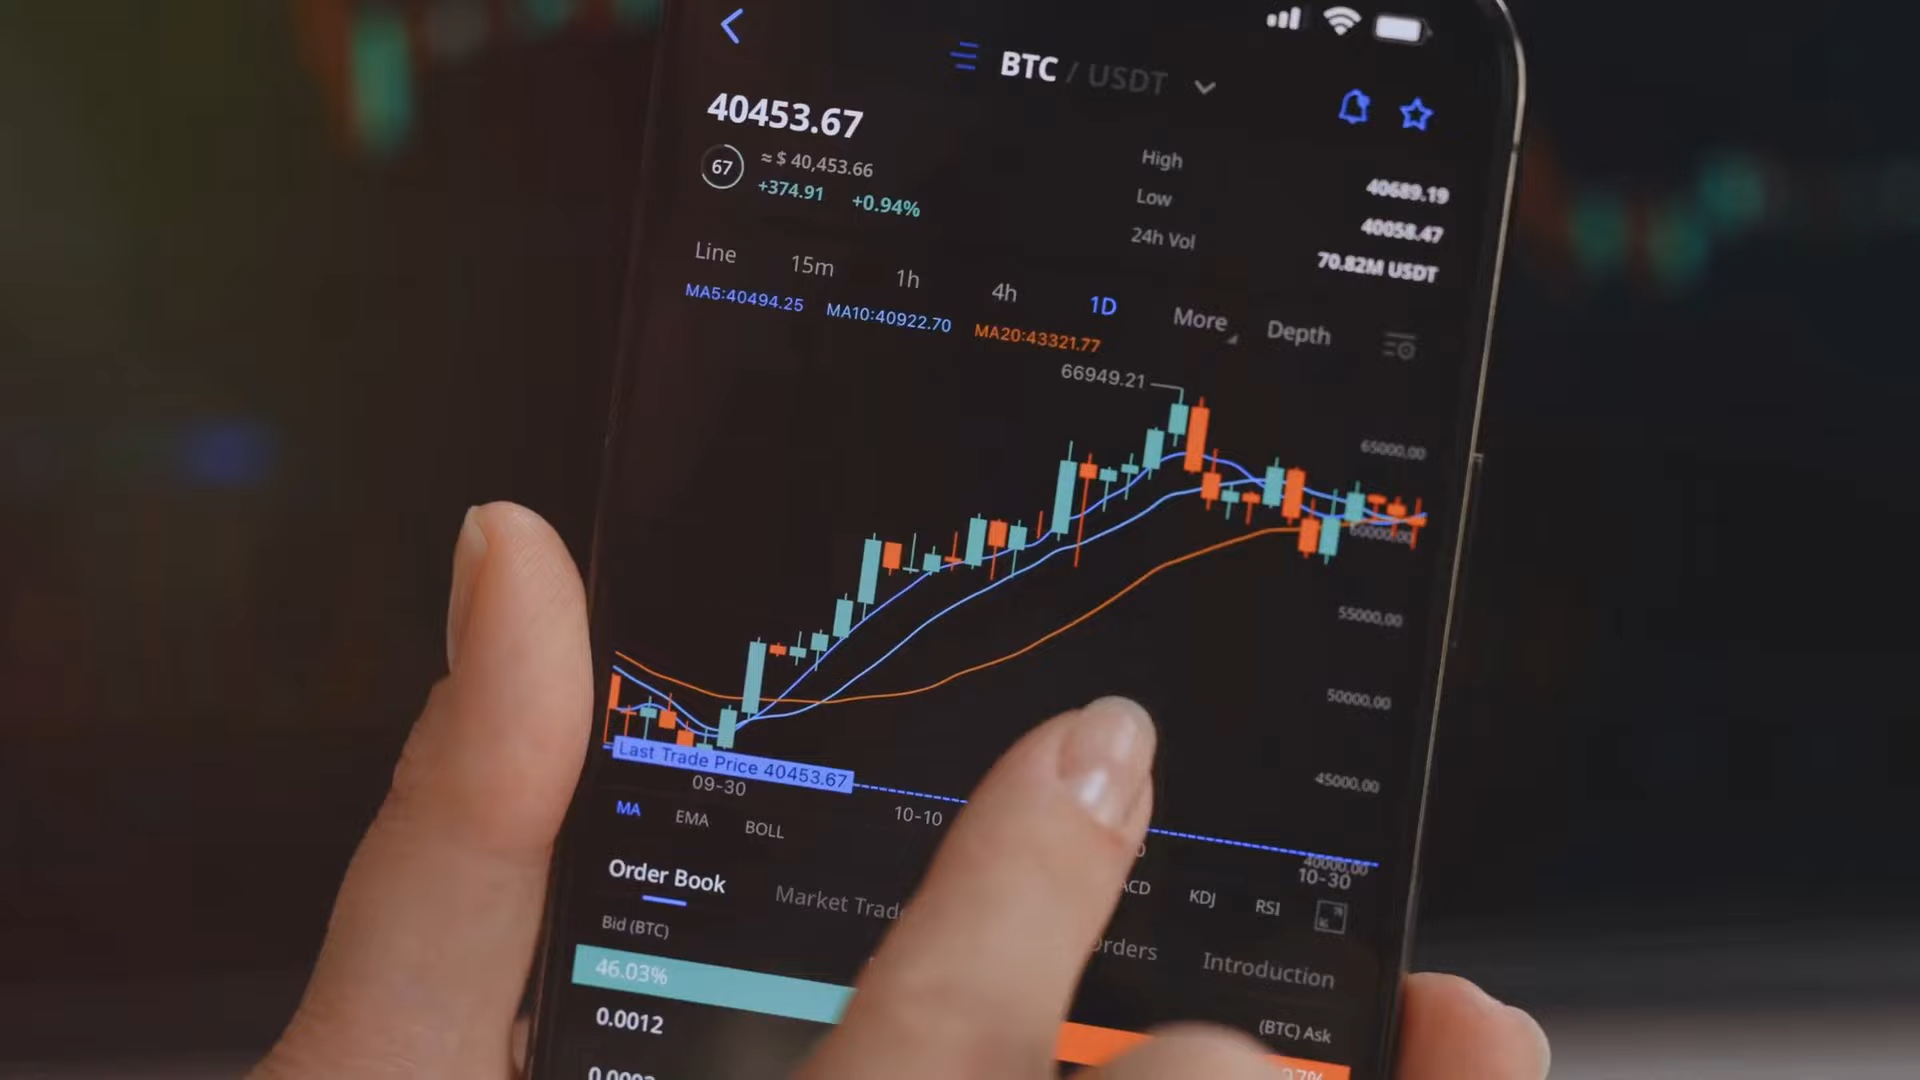 BTC / USDT
40453.67
67
≈ $ 40,453.66
+374.91 +0.94%
High 40689.19
Low 40058.47
24h Vol 70.82M USDT
Line 15m 1h 4h 1D More Depth
MA5:40494.25 MA10:40922.70 MA20:43321.77
66949.21
65000.00
60000.00
55000.00
50000.00
45000.00
40000.00
Last Trade Price 40453.67
09-30 10-10 10-30
MA EMA BOLL KDJ RSI
Order Book Market Introduction
Bid (BTC) (BTC) Ask
46.03%
0.0012